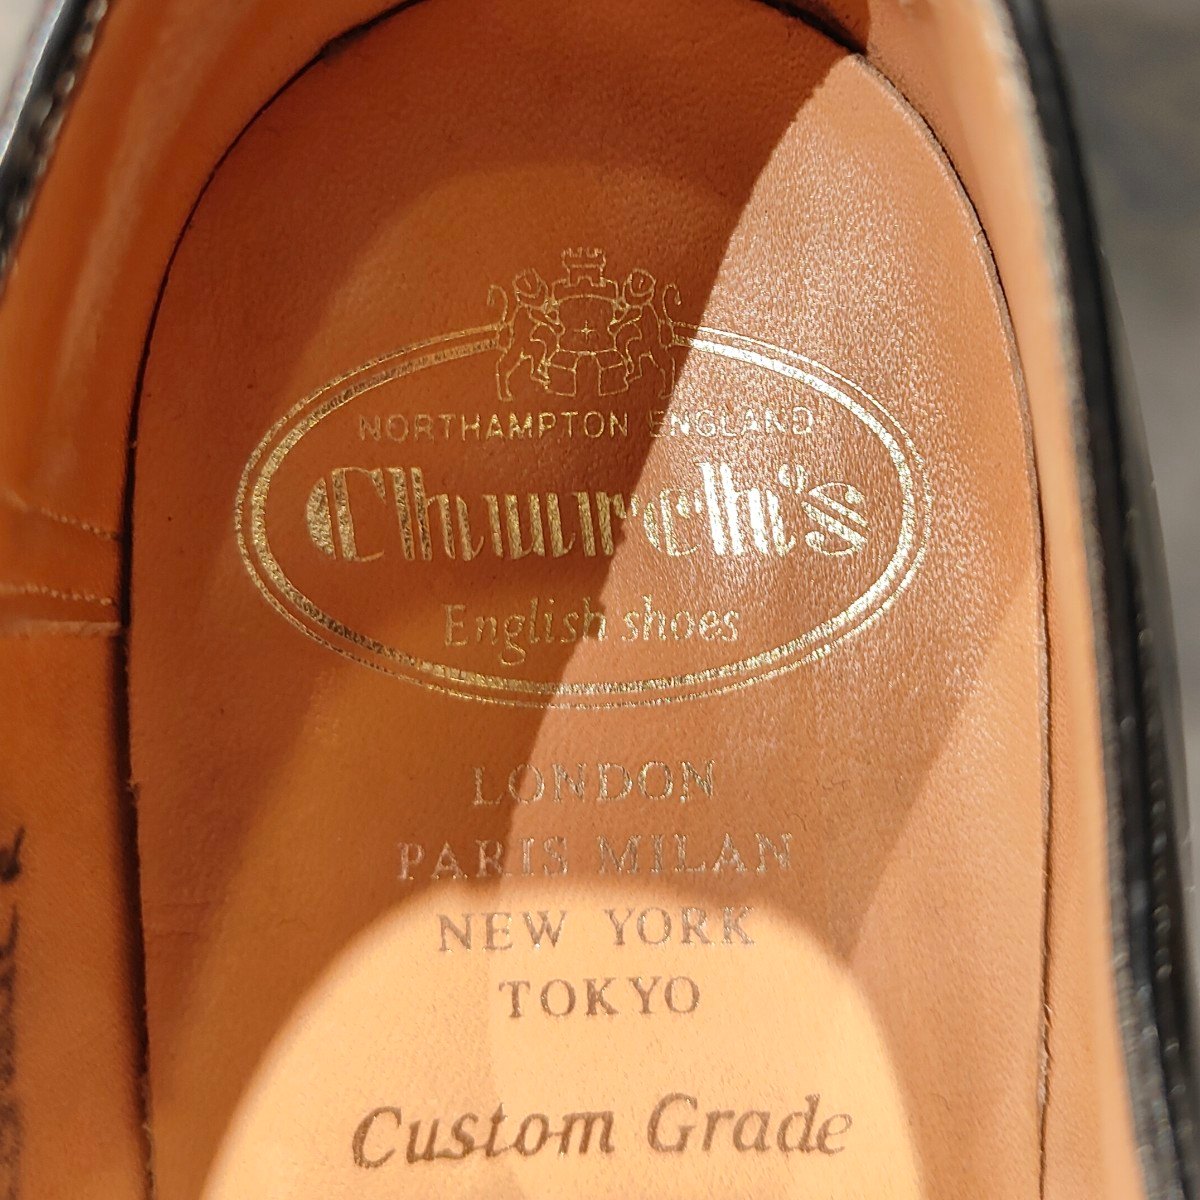 NORTHAMPTON ENGLAND
Church's
English shoes
LONDON
PARIS MILAN
NEW YORK
TOKYO
Custom Grade